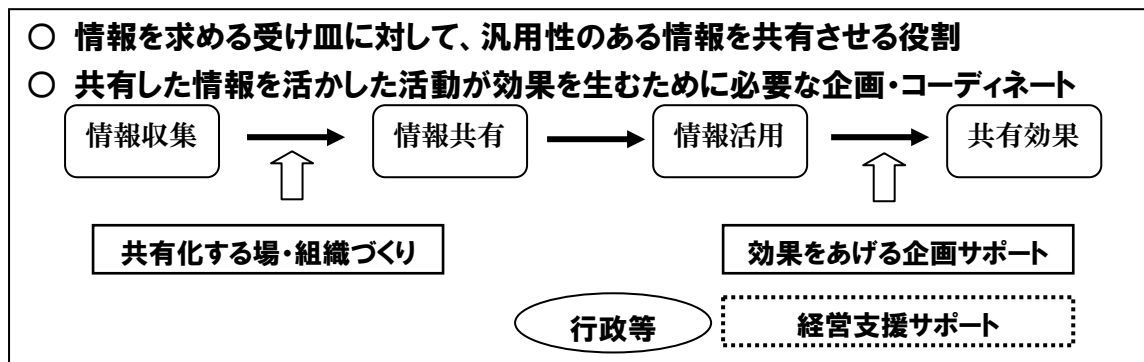 ○ 情報を求める受け皿に対して、汎用性のある情報を共有させる役割
○ 共有した情報を活かした活動が効果を生むために必要な企画・コーディネート
情報収集 情報共有 情報活用 共有効果
共有化する場・組織づくり 効果をあげる企画サポート
行政等 経営支援サポート